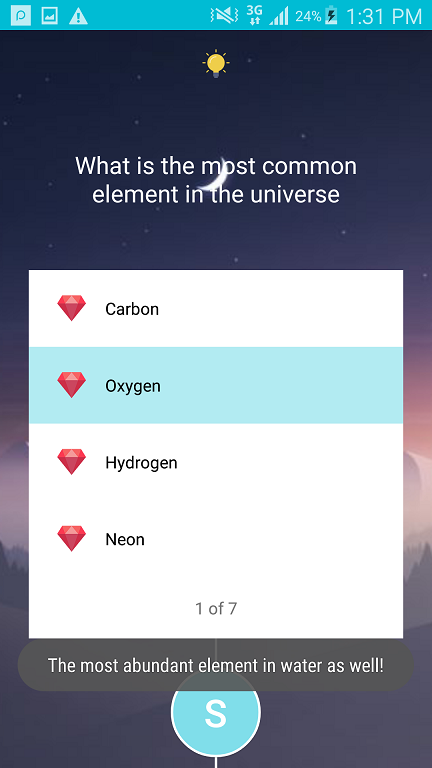 3G 24% 1:31 PM
What is the most common
element in the universe
Carbon
Oxygen
Hydrogen
Neon
1 of 7
The most abundant element in water as well!
S